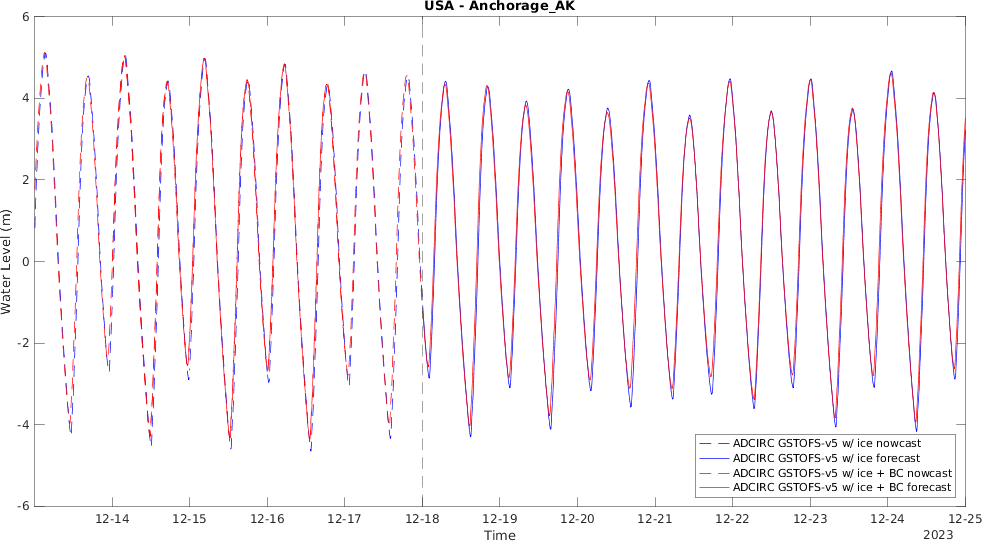 USA - Anchorage_AK
6
4
2
0
-2
-4
-6
Water Level (m)
ADCIRC GSTOFS-v5 w/ ice nowcast
ADCIRC GSTOFS-v5 w/ ice forecast
ADCIRC GSTOFS-v5 w/ ice + BC nowcast
ADCIRC GSTOFS-v5 w/ ice + BC forecast
12-14 12-15 12-16 12-17 12-18 12-19 12-20 12-21 12-22 12-23 12-24 12-25
Time 2023